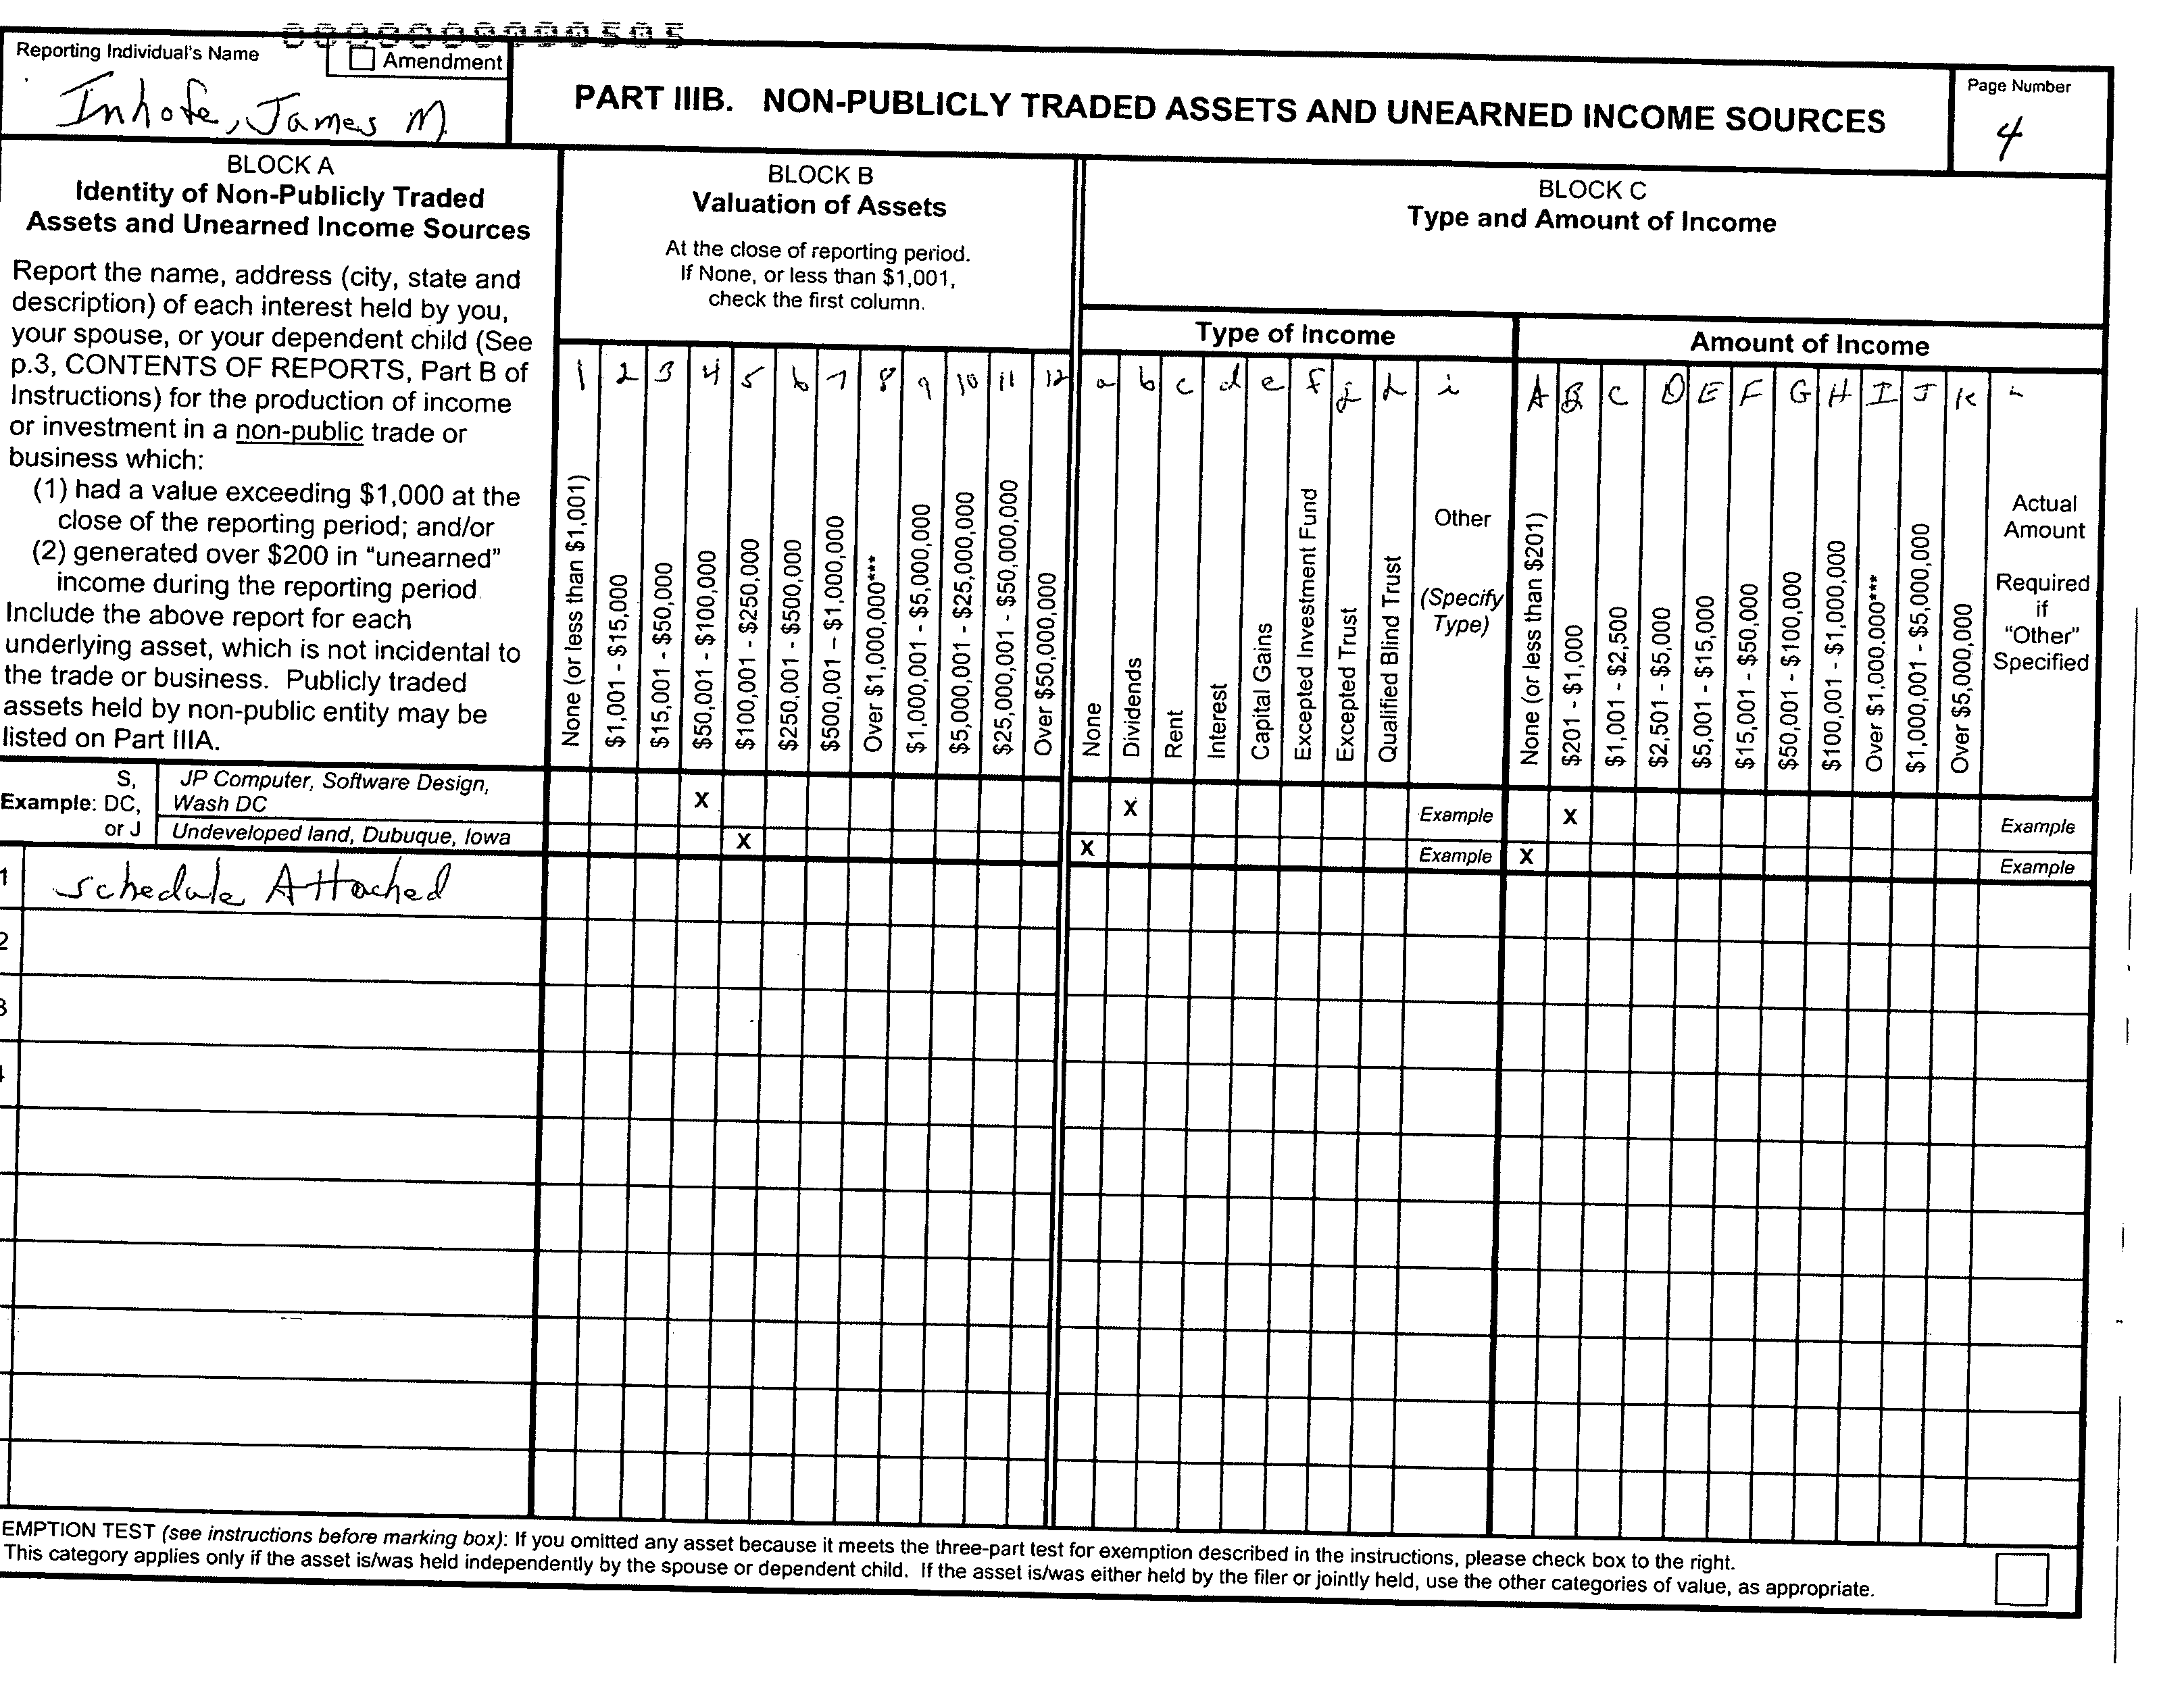 000000000505
Reporting Individual's Name
Amendment
Inhofe, James M.
PART IIIB. NON-PUBLICLY TRADED ASSETS AND UNEARNED INCOME SOURCES
Page Number
4
BLOCK A
Identity of Non-Publicly Traded
Assets and Unearned Income Sources
Report the name, address (city, state and
description) of each interest held by you,
your spouse, or your dependent child (See
p.3, CONTENTS OF REPORTS, Part B of
Instructions) for the production of income
or investment in a non-public trade or
business which:
(1) had a value exceeding $1,000 at the
close of the reporting period; and/or
(2) generated over $200 in “unearned”
income during the reporting period.
Include the above report for each
underlying asset, which is not incidental to
the trade or business. Publicly traded
assets held by non-public entity may be
listed on Part IIIA.
BLOCK B
Valuation of Assets
At the close of reporting period.
If None, or less than $1,001,
check the first column.
1 2 3 4 5 6 7 8 9 10 11 12
None (or less than $1,001)
$1,001 - $15,000
$15,001 - $50,000
$50,001 - $100,000
$100,001 - $250,000
$250,001 - $500,000
$500,001 – $1,000,000
Over $1,000,000***
$1,000,001 - $5,000,000
$5,000,001 - $25,000,000
$25,000,001 - $50,000,000
Over $50,000,000
BLOCK C
Type and Amount of Income
Type of Income
a b c d e f g h i
None
Dividends
Rent
Interest
Capital Gains
Excepted Investment Fund
Excepted Trust
Qualified Blind Trust
Other
(Specify
Type)
Amount of Income
A B C D E F G H I J K L
None (or less than $201)
$201 - $1,000
$1,001 - $2,500
$2,501 - $5,000
$5,001 - $15,000
$15,001 - $50,000
$50,001 - $100,000
$100,001 - $1,000,000
Over $1,000,000***
$1,000,001 - $5,000,000
Over $5,000,000
Actual
Amount
Required
if
“Other”
Specified
Example:
S,
DC,
or J
JP Computer, Software Design,
Wash DC
X X Example X Example
Undeveloped land, Dubuque, Iowa X X Example X Example
1 Schedule Attached
2
3
EMPTION TEST (see instructions before marking box): If you omitted any asset because it meets the three-part test for exemption described in the instructions, please check box to the right.
This category applies only if the asset is/was held independently by the spouse or dependent child. If the asset is/was either held by the filer or jointly held, use the other categories of value, as appropriate.